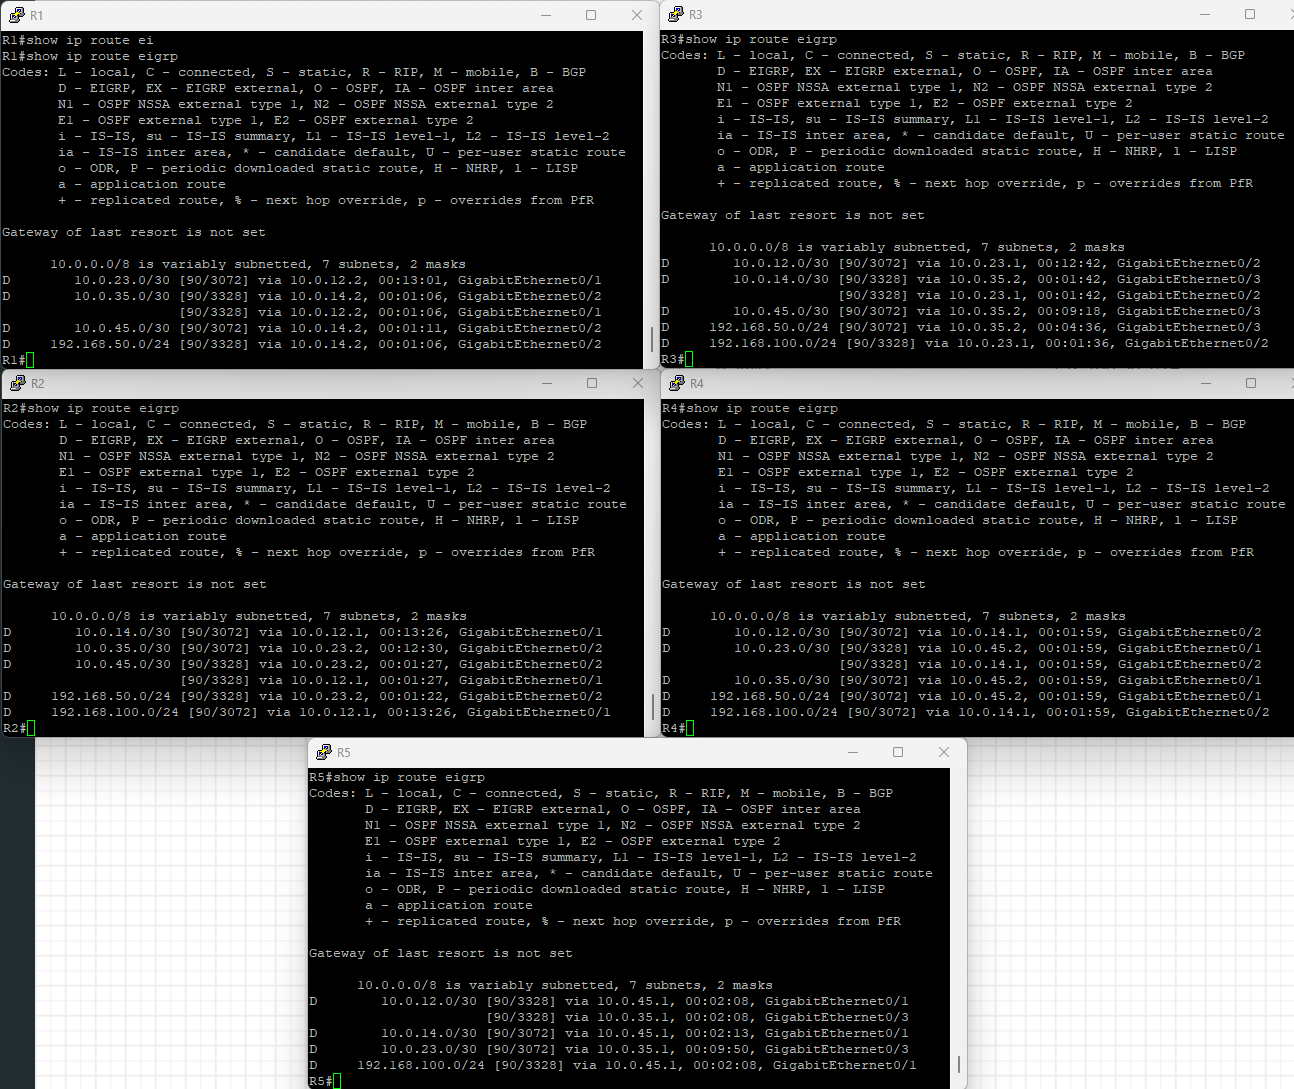 R1
R1#show ip route ei
R1#show ip route eigrp
Codes: L - local, C - connected, S - static, R - RIP, M - mobile, B - BGP
D - EIGRP, EX - EIGRP external, O - OSPF, IA - OSPF inter area
N1 - OSPF NSSA external type 1, N2 - OSPF NSSA external type 2
E1 - OSPF external type 1, E2 - OSPF external type 2
i - IS-IS, su - IS-IS summary, L1 - IS-IS level-1, L2 - IS-IS level-2
ia - IS-IS inter area, * - candidate default, U - per-user static route
o - ODR, P - periodic downloaded static route, H - NHRP, l - LISP
a - application route
+ - replicated route, % - next hop override, p - overrides from PfR
Gateway of last resort is not set
10.0.0.0/8 is variably subnetted, 7 subnets, 2 masks
D 10.0.23.0/30 [90/3072] via 10.0.12.2, 00:13:01, GigabitEthernet0/1
D 10.0.35.0/30 [90/3328] via 10.0.14.2, 00:01:06, GigabitEthernet0/2
[90/3328] via 10.0.12.2, 00:01:06, GigabitEthernet0/1
D 10.0.45.0/30 [90/3072] via 10.0.14.2, 00:01:11, GigabitEthernet0/2
D 192.168.50.0/24 [90/3328] via 10.0.14.2, 00:01:06, GigabitEthernet0/2
R1#
R3
R3#show ip route eigrp
Codes: L - local, C - connected, S - static, R - RIP, M - mobile, B - BGP
D - EIGRP, EX - EIGRP external, O - OSPF, IA - OSPF inter area
N1 - OSPF NSSA external type 1, N2 - OSPF NSSA external type 2
E1 - OSPF external type 1, E2 - OSPF external type 2
i - IS-IS, su - IS-IS summary, L1 - IS-IS level-1, L2 - IS-IS level-2
ia - IS-IS inter area, * - candidate default, U - per-user static route
o - ODR, P - periodic downloaded static route, H - NHRP, l - LISP
a - application route
+ - replicated route, % - next hop override, p - overrides from PfR
Gateway of last resort is not set
10.0.0.0/8 is variably subnetted, 7 subnets, 2 masks
D 10.0.12.0/30 [90/3072] via 10.0.23.1, 00:12:42, GigabitEthernet0/2
D 10.0.14.0/30 [90/3328] via 10.0.35.2, 00:01:42, GigabitEthernet0/3
[90/3328] via 10.0.23.1, 00:01:42, GigabitEthernet0/2
D 10.0.45.0/30 [90/3072] via 10.0.35.2, 00:09:18, GigabitEthernet0/3
D 192.168.50.0/24 [90/3072] via 10.0.35.2, 00:04:36, GigabitEthernet0/3
D 192.168.100.0/24 [90/3328] via 10.0.23.1, 00:01:36, GigabitEthernet0/2
R3#
R2
R2#show ip route eigrp
Codes: L - local, C - connected, S - static, R - RIP, M - mobile, B - BGP
D - EIGRP, EX - EIGRP external, O - OSPF, IA - OSPF inter area
N1 - OSPF NSSA external type 1, N2 - OSPF NSSA external type 2
E1 - OSPF external type 1, E2 - OSPF external type 2
i - IS-IS, su - IS-IS summary, L1 - IS-IS level-1, L2 - IS-IS level-2
ia - IS-IS inter area, * - candidate default, U - per-user static route
o - ODR, P - periodic downloaded static route, H - NHRP, l - LISP
a - application route
+ - replicated route, % - next hop override, p - overrides from PfR
Gateway of last resort is not set
10.0.0.0/8 is variably subnetted, 7 subnets, 2 masks
D 10.0.14.0/30 [90/3072] via 10.0.12.1, 00:13:26, GigabitEthernet0/1
D 10.0.35.0/30 [90/3072] via 10.0.23.2, 00:12:30, GigabitEthernet0/2
D 10.0.45.0/30 [90/3328] via 10.0.23.2, 00:01:27, GigabitEthernet0/2
[90/3328] via 10.0.12.1, 00:01:27, GigabitEthernet0/1
D 192.168.50.0/24 [90/3328] via 10.0.23.2, 00:01:22, GigabitEthernet0/2
D 192.168.100.0/24 [90/3072] via 10.0.12.1, 00:13:26, GigabitEthernet0/1
R2#
R4
R4#show ip route eigrp
Codes: L - local, C - connected, S - static, R - RIP, M - mobile, B - BGP
D - EIGRP, EX - EIGRP external, O - OSPF, IA - OSPF inter area
N1 - OSPF NSSA external type 1, N2 - OSPF NSSA external type 2
E1 - OSPF external type 1, E2 - OSPF external type 2
i - IS-IS, su - IS-IS summary, L1 - IS-IS level-1, L2 - IS-IS level-2
ia - IS-IS inter area, * - candidate default, U - per-user static route
o - ODR, P - periodic downloaded static route, H - NHRP, l - LISP
a - application route
+ - replicated route, % - next hop override, p - overrides from PfR
Gateway of last resort is not set
10.0.0.0/8 is variably subnetted, 7 subnets, 2 masks
D 10.0.12.0/30 [90/3072] via 10.0.14.1, 00:01:59, GigabitEthernet0/2
D 10.0.23.0/30 [90/3328] via 10.0.45.2, 00:01:59, GigabitEthernet0/1
[90/3328] via 10.0.14.1, 00:01:59, GigabitEthernet0/2
D 10.0.35.0/30 [90/3072] via 10.0.45.2, 00:01:59, GigabitEthernet0/1
D 192.168.50.0/24 [90/3072] via 10.0.45.2, 00:01:59, GigabitEthernet0/1
D 192.168.100.0/24 [90/3072] via 10.0.14.1, 00:01:59, GigabitEthernet0/2
R4#
R5
R5#show ip route eigrp
Codes: L - local, C - connected, S - static, R - RIP, M - mobile, B - BGP
D - EIGRP, EX - EIGRP external, O - OSPF, IA - OSPF inter area
N1 - OSPF NSSA external type 1, N2 - OSPF NSSA external type 2
E1 - OSPF external type 1, E2 - OSPF external type 2
i - IS-IS, su - IS-IS summary, L1 - IS-IS level-1, L2 - IS-IS level-2
ia - IS-IS inter area, * - candidate default, U - per-user static route
o - ODR, P - periodic downloaded static route, H - NHRP, l - LISP
a - application route
+ - replicated route, % - next hop override, p - overrides from PfR
Gateway of last resort is not set
10.0.0.0/8 is variably subnetted, 7 subnets, 2 masks
D 10.0.12.0/30 [90/3328] via 10.0.45.1, 00:02:08, GigabitEthernet0/1
[90/3328] via 10.0.35.1, 00:02:08, GigabitEthernet0/3
D 10.0.14.0/30 [90/3072] via 10.0.45.1, 00:02:13, GigabitEthernet0/1
D 10.0.23.0/30 [90/3072] via 10.0.35.1, 00:09:50, GigabitEthernet0/3
D 192.168.100.0/24 [90/3328] via 10.0.45.1, 00:02:08, GigabitEthernet0/1
R5#